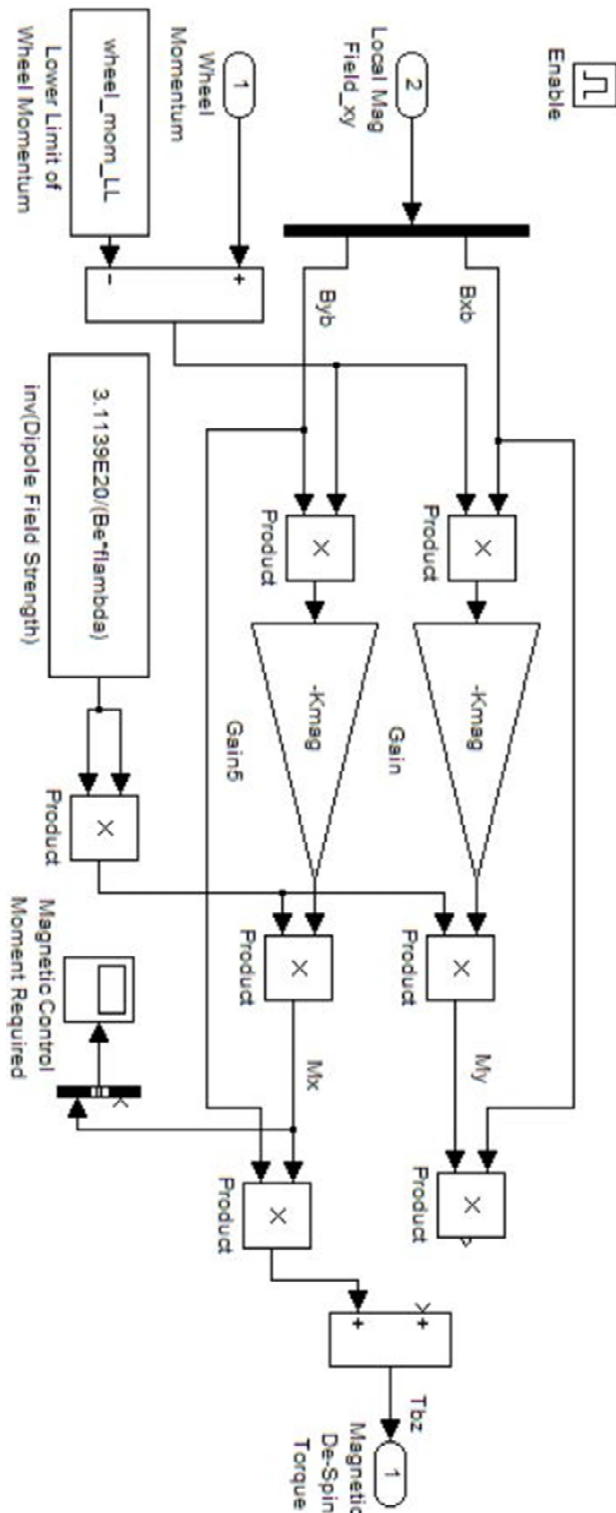 Enable
2
Local Mag
Field_xy
1
Wheel
Momentum
wheel_mom_LL
Lower Limit of
Wheel Momentum
Bxb
Byb
+
-
3.1139E20/(Be*flambda)
inv(Dipole Field Strength)
×
Product
×
Product
-Kmag
Gain
-Kmag
Gain5
×
Product
×
Product
×
Product
My
Mx
Magnetic Control
Moment Required
×
Product
×
Product
+
+
Tbz
1
Magnetic
De-Spin
Torque